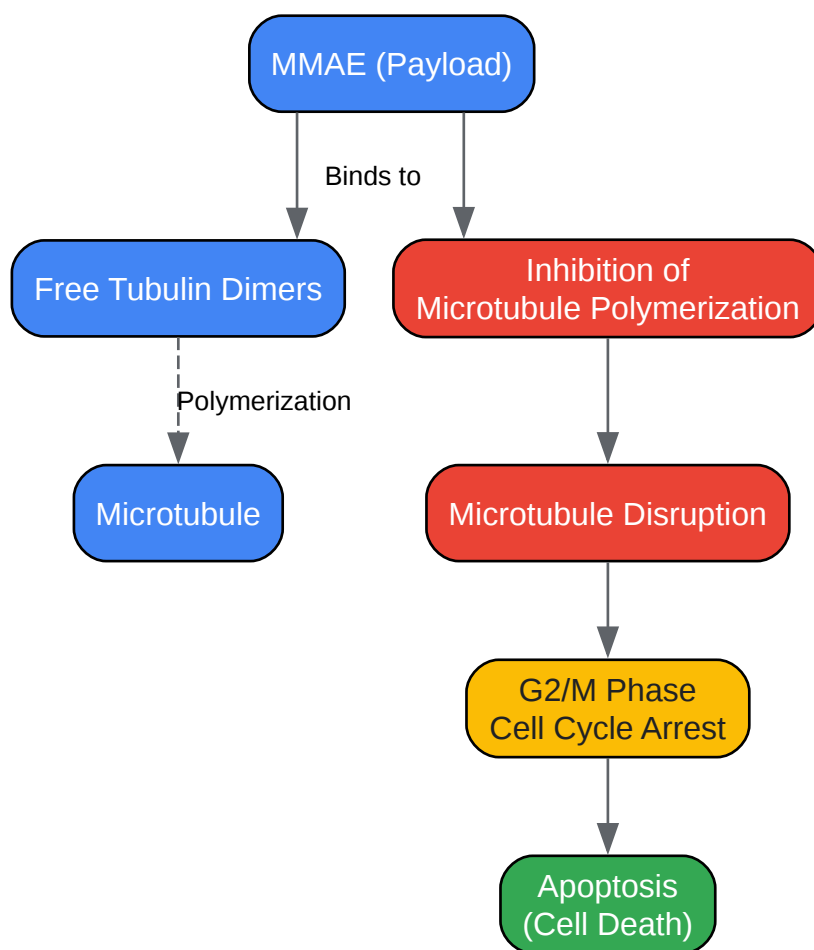 MMAE (Payload)
Binds to
Free Tubulin Dimers
Inhibition of
Microtubule Polymerization
Polymerization
Microtubule
Microtubule Disruption
G2/M Phase
Cell Cycle Arrest
Apoptosis
(Cell Death)